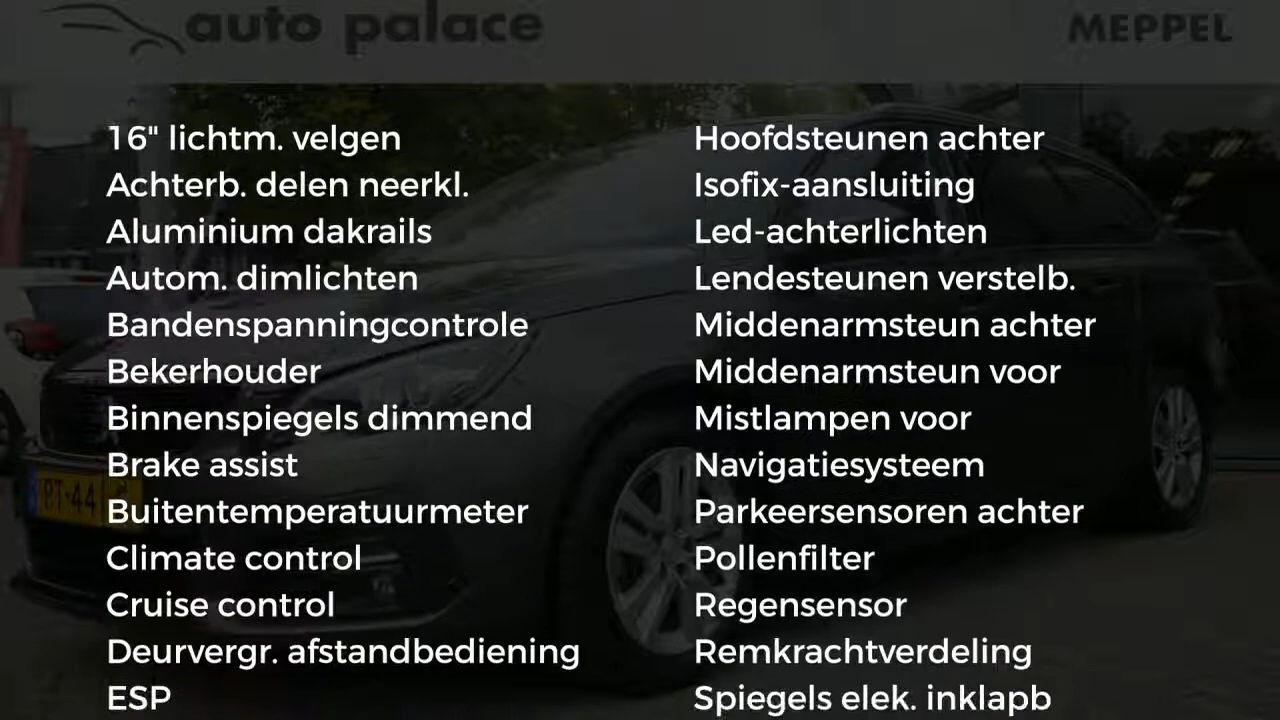 auto palace
MEPPEL
16" lichtm. velgen
Achterb. delen neerkl.
Aluminium dakrails
Autom. dimlichten
Bandenspanningcontrole
Bekerhouder
Binnenspiegels dimmend
Brake assist
Buitentemperatuurmeter
Climate control
Cruise control
Deurvergr. afstandbediening
ESP
Hoofdsteunen achter
Isofix-aansluiting
Led-achterlichten
Lendesteunen verstelb.
Middenarmsteun achter
Middenarmsteun voor
Mistlampen voor
Navigatiesysteem
Parkeersensoren achter
Pollenfilter
Regensensor
Remkrachtverdeling
Spiegels elek. inklapb